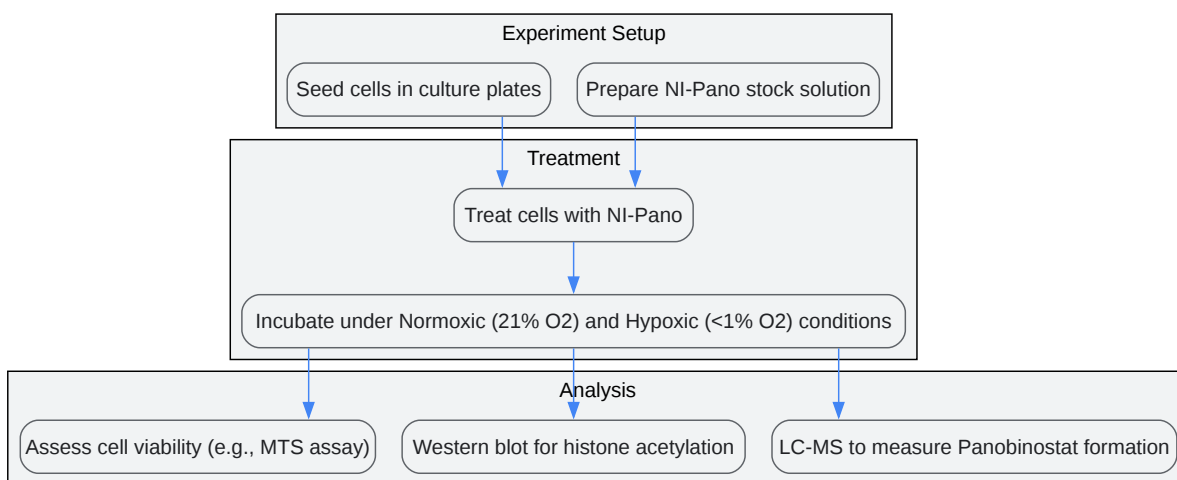 Experiment Setup
Seed cells in culture plates
Prepare NI-Pano stock solution
Treatment
Treat cells with NI-Pano
Incubate under Normoxic (21% O2) and Hypoxic (<1% O2) conditions
Analysis
Assess cell viability (e.g., MTS assay)
Western blot for histone acetylation
LC-MS to measure Panobinostat formation